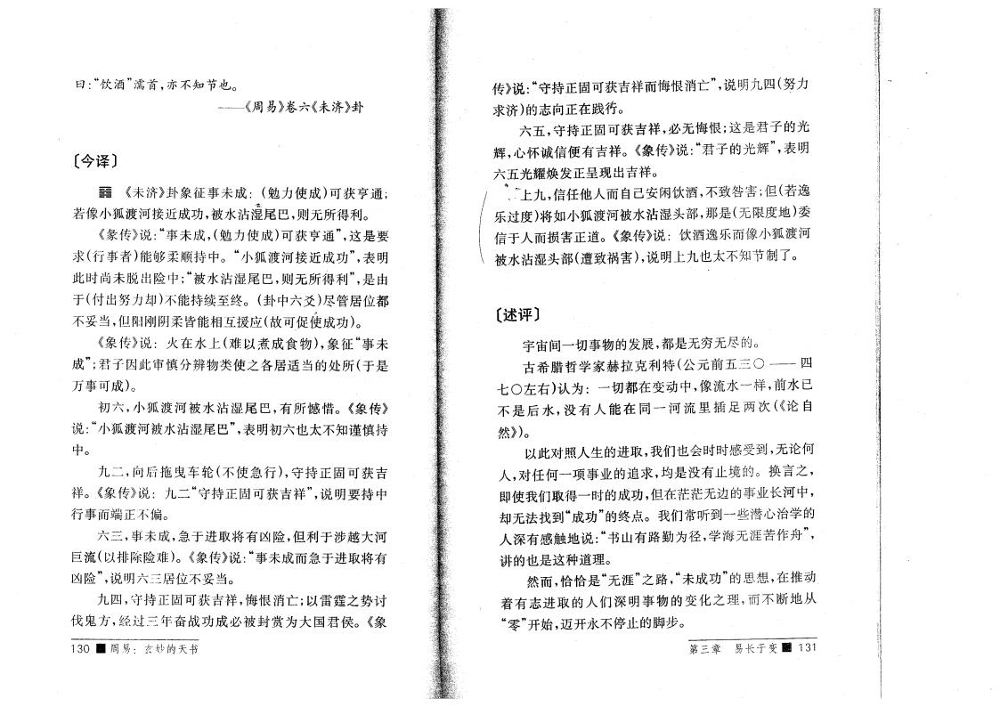 曰：“饮酒”濡首，亦不知节也。
——《周易》卷六《未济》卦
〔今译〕
䷿ 《未济》卦象征事未成：(勉力使成)可获亨通；
若像小狐渡河接近成功，被水沾湿尾巴，则无所得利。
《彖传》说：“事未成，(勉力使成)可获亨通”，这是要
求(行事者)能够柔顺持中。“小狐渡河接近成功”，表明
此时尚未脱出险中；“被水沾湿尾巴，则无所得利”，是由
于(付出努力却)不能持续至终。(卦中六爻)尽管居位都
不妥当，但阳刚阴柔皆能相互援应(故可促使成功)。
《象传》说：火在水上(难以煮成食物)，象征“事未
成”；君子因此审慎分辨物类使之各居适当的处所(于是
万事可成)。
初六，小狐渡河被水沾湿尾巴，有所憾惜。《象传》
说：“小狐渡河被水沾湿尾巴”，表明初六也太不知谨慎持
中。
九二，向后拖曳车轮(不使急行)，守持正固可获吉
祥。《象传》说：九二“守持正固可获吉祥”，说明要持中
行事而端正不偏。
六三，事未成，急于进取将有凶险，但利于涉越大河
巨流(以排除险难)。《象传》说：“事未成而急于进取将有
凶险”，说明六三居位不妥当。
九四，守持正固可获吉祥，悔恨消亡；以雷霆之势讨
伐鬼方，经过三年奋战功成必被封赏为大国君侯。《象
130 ■ 周易：玄妙的天书
传》说：“守持正固可获吉祥而悔恨消亡”，说明九四(努力
求济)的志向正在践行。
六五，守持正固可获吉祥，必无悔恨；这是君子的光
辉，心怀诚信便有吉祥。《象传》说：“君子的光辉”，表明
六五光耀焕发正呈现出吉祥。
上九，信任他人而自己安闲饮酒，不致咎害；但(若逸
乐过度)将如小狐渡河被水沾湿头部，那是(无限度地)委
信于人而损害正道。《象传》说：饮酒逸乐而像小狐渡河
被水沾湿头部(遭致祸害)，说明上九也太不知节制了。
〔述评〕
宇宙间一切事物的发展，都是无穷无尽的。
古希腊哲学家赫拉克利特(公元前五三〇——四
七〇左右)认为：一切都在变动中，像流水一样，前水已
不是后水，没有人能在同一河流里插足两次(《论自
然》)。
以此对照人生的进取，我们也会时时感受到，无论何
人，对任何一项事业的追求，均是没有止境的。换言之，
即使我们取得一时的成功，但在茫茫无边的事业长河中，
却无法找到“成功”的终点。我们常听到一些潜心治学的
人深有感触地说：“书山有路勤为径，学海无涯苦作舟”，
讲的也是这种道理。
然而，恰恰是“无涯”之路，“未成功”的思想，在推动
着有志进取的人们深明事物的变化之理，而不断地从
“零”开始，迈开永不停止的脚步。
第三章 易长于变 ■ 131